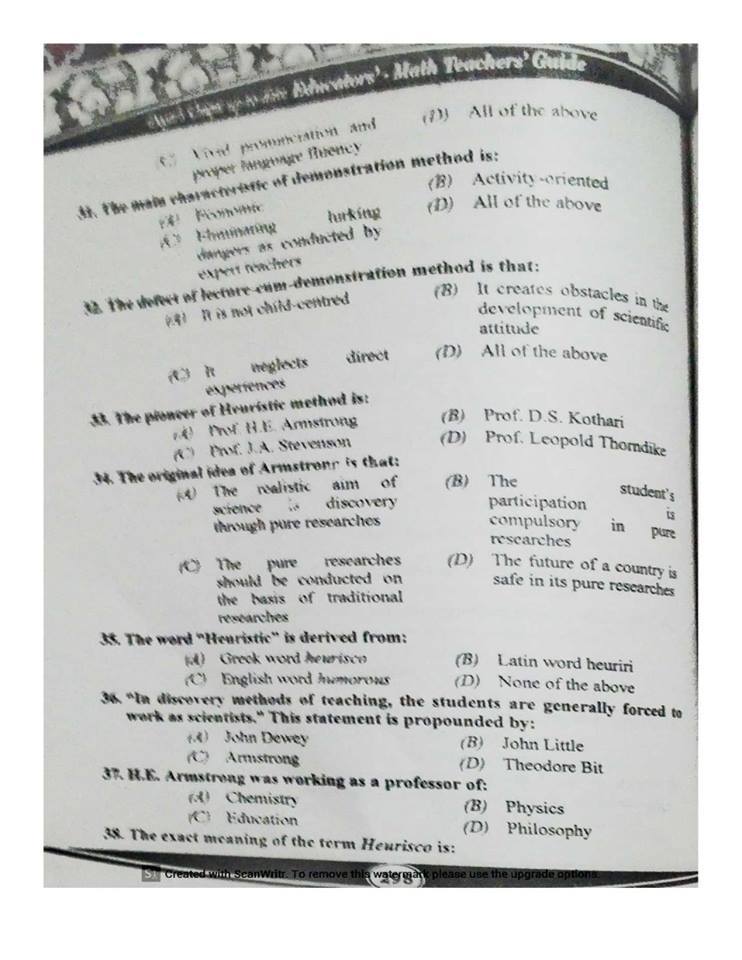 Educators' - Math Teachers' Guide
(C) Vivid pronunciation and proper language fluency
(D) All of the above
31. The main characteristic of demonstration method is:
(A) Economic
(B) Activity-oriented
(C) Eliminating lurking dangers as conducted by expert teachers
(D) All of the above
32. The defect of lecture-cum-demonstration method is that:
(A) It is not child-centred
(B) It creates obstacles in the development of scientific attitude
(C) It neglects direct experiences
(D) All of the above
33. The pioneer of Heuristic method is:
(A) Prof. H.E. Armstrong
(B) Prof. D.S. Kothari
(C) Prof. J.A. Stevenson
(D) Prof. Leopold Thorndike
34. The original idea of Armstrong is that:
(A) The realistic aim of science is discovery through pure researches
(B) The student's participation is compulsory in pure researches
(C) The pure researches should be conducted on the basis of traditional researches
(D) The future of a country is safe in its pure researches
35. The word "Heuristic" is derived from:
(A) Greek word heurisco
(B) Latin word heuriri
(C) English word humorous
(D) None of the above
36. "In discovery methods of teaching, the students are generally forced to
work as scientists." This statement is propounded by:
(A) John Dewey
(B) John Little
(C) Armstrong
(D) Theodore Bit
37. H.E. Armstrong was working as a professor of:
(A) Chemistry
(B) Physics
(C) Education
(D) Philosophy
38. The exact meaning of the term Heurisco is:
298
Created with ScanWritr. To remove this watermark please use the upgrade options.